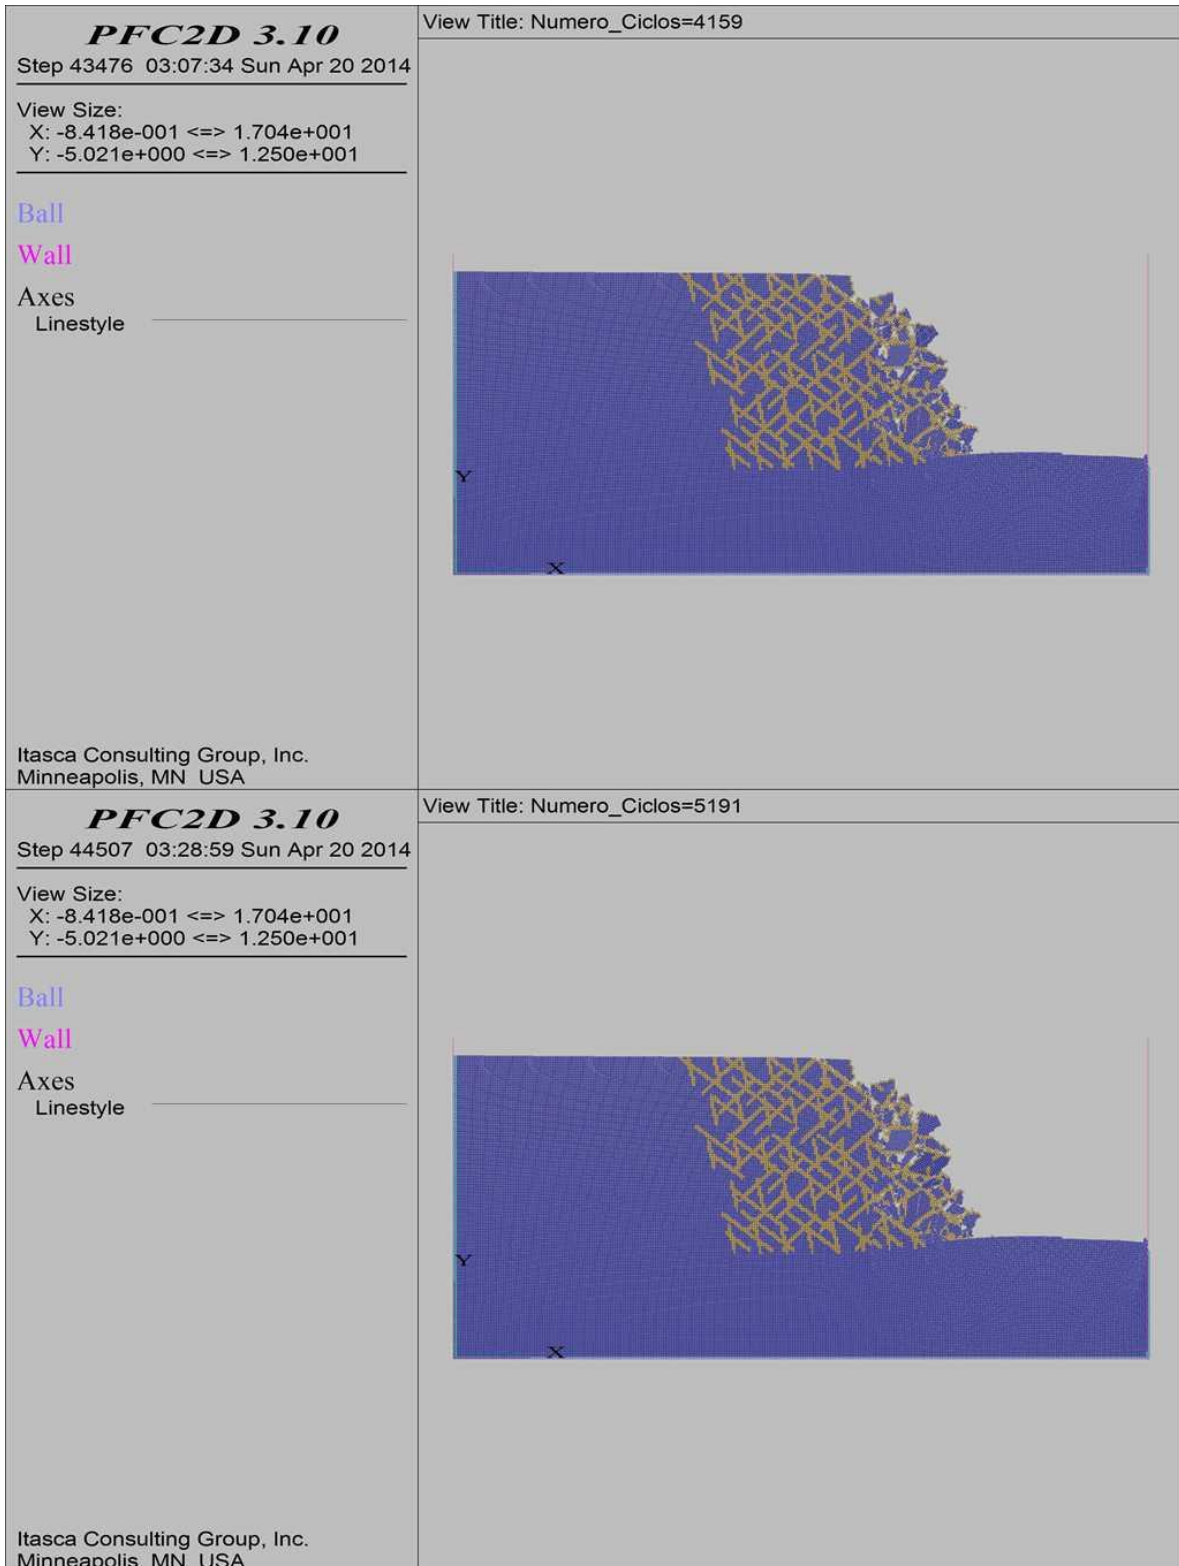 PFC2D 3.10
Step 43476 03:07:34 Sun Apr 20 2014
View Size:
X: -8.418e-001 <=> 1.704e+001
Y: -5.021e+000 <=> 1.250e+001
Ball
Wall
Axes
Linestyle
Itasca Consulting Group, Inc.
Minneapolis, MN USA
View Title: Numero_Ciclos=4159
Y
X
PFC2D 3.10
Step 44507 03:28:59 Sun Apr 20 2014
View Size:
X: -8.418e-001 <=> 1.704e+001
Y: -5.021e+000 <=> 1.250e+001
Ball
Wall
Axes
Linestyle
Itasca Consulting Group, Inc.
Minneapolis, MN USA
View Title: Numero_Ciclos=5191
Y
X